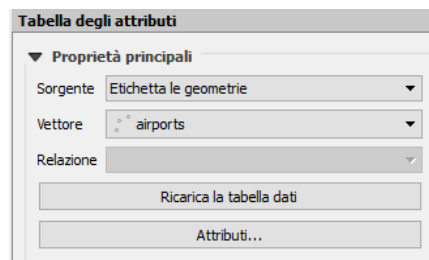 Tabella degli attributi
Proprietà principali
Sorgente Etichetta le geometrie
Vettore airports
Relazione
Ricarica la tabella dati
Attributi...